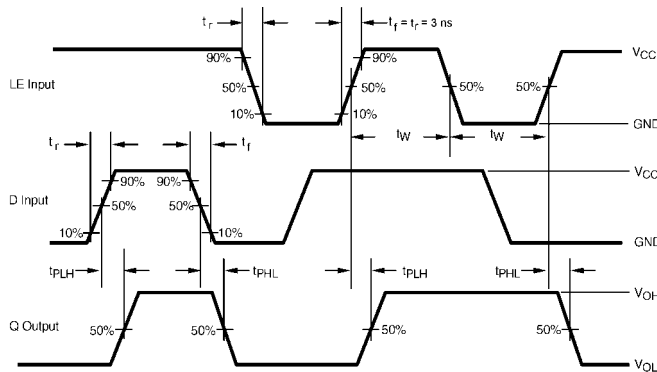 t_r t_f = t_r = 3 ns
90% 90% V_CC
LE Input 50% 50% 50% 50%
10% 10%
GND
t_W t_W
t_r t_f
90% 90% V_CC
D Input 50% 50%
10% 10%
GND
t_PLH t_PHL t_PLH t_PHL
V_OH
Q Output 50% 50% 50% 50%
V_OL